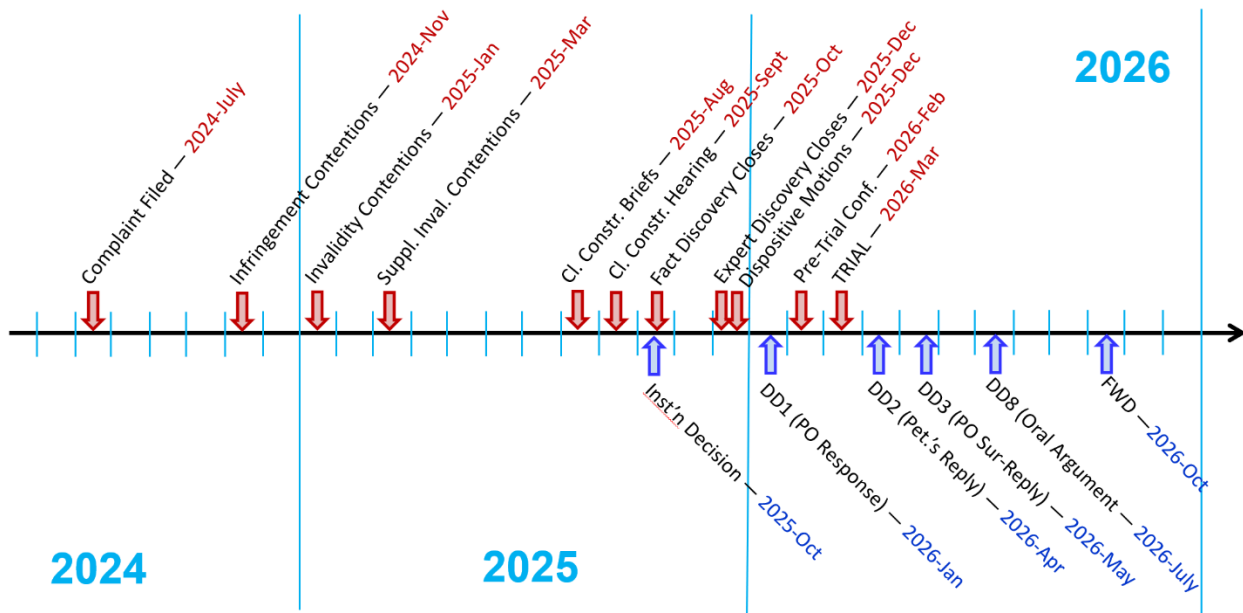 Complaint Filed — 2024-July
Infringement Contentions — 2024-Nov
Invalidity Contentions — 2025-Jan
Suppl. Inval. Contentions — 2025-Mar
Cl. Constr. Briefs — 2025-Aug
Cl. Constr. Hearing — 2025-Sept
Fact Discovery Closes — 2025-Oct
Expert Discovery Closes — 2025-Dec
Dispositive Motions — 2025-Dec
Pre-Trial Conf. — 2026-Feb
TRIAL — 2026-Mar
2026
Inst'n Decision — 2025-Oct
DD1 (PO Response) — 2026-Jan
DD2 (Pet.'s Reply) — 2026-Apr
DD3 (PO Sur-Reply) — 2026-May
DD8 (Oral Argument — 2026-July
FWD — 2026-Oct
2024
2025